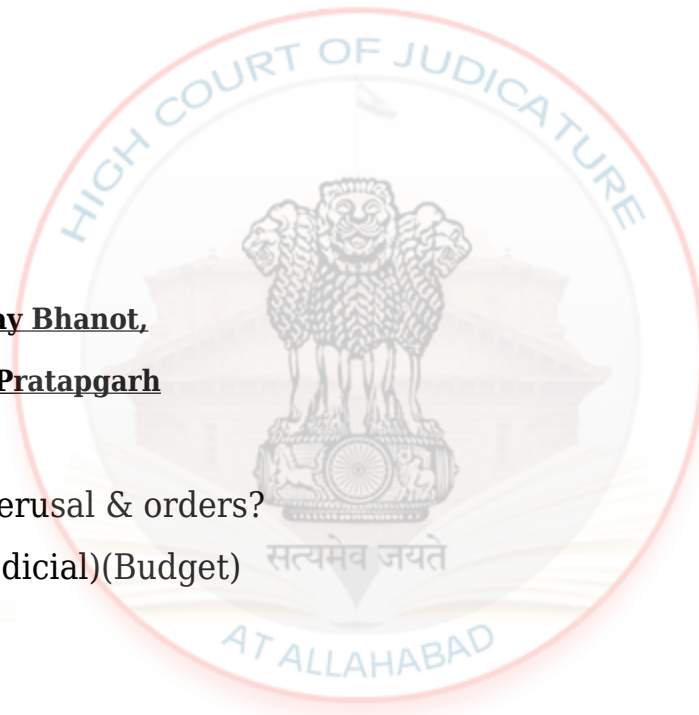 HIGH COURT OF JUDICATURE
ay Bhanot,
Pratapgarh
erusal & orders?
dicial)(Budget)
सत्यमेव जयते
AT ALLAHABAD